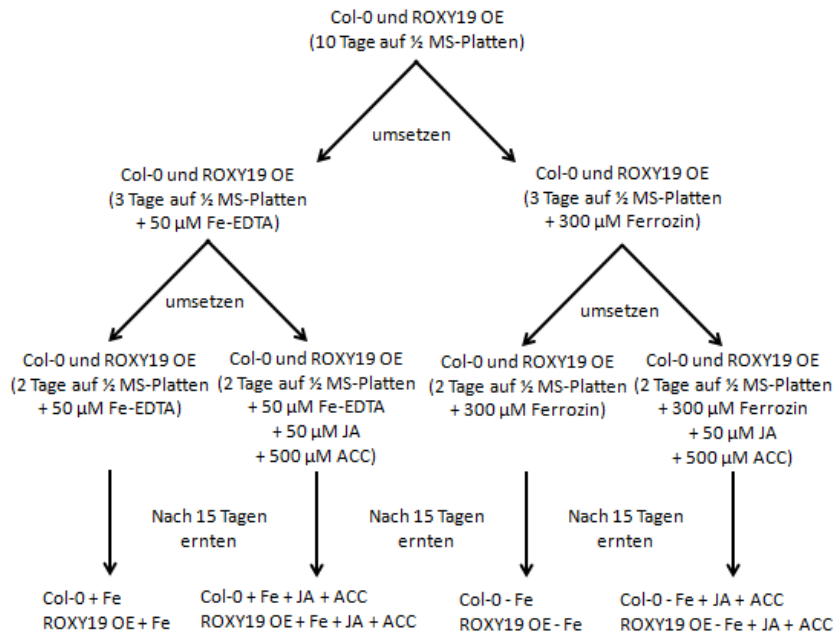 Col-0 und ROXY19 OE
(10 Tage auf ½ MS-Platten)
umsetzen
Col-0 und ROXY19 OE
(3 Tage auf ½ MS-Platten
+ 50 µM Fe-EDTA)
Col-0 und ROXY19 OE
(3 Tage auf ½ MS-Platten
+ 300 µM Ferrozin)
umsetzen
umsetzen
Col-0 und ROXY19 OE
(2 Tage auf ½ MS-Platten
+ 50 µM Fe-EDTA)
Col-0 und ROXY19 OE
(2 Tage auf ½ MS-Platten
+ 50 µM Fe-EDTA
+ 50 µM JA
+ 500 µM ACC)
Col-0 und ROXY19 OE
(2 Tage auf ½ MS-Platten
+ 300 µM Ferrozin)
Col-0 und ROXY19 OE
(2 Tage auf ½ MS-Platten
+ 300 µM Ferrozin
+ 50 µM JA
+ 500 µM ACC)
Nach 15 Tagen
ernten
Nach 15 Tagen
ernten
Nach 15 Tagen
ernten
Col-0 + Fe
ROXY19 OE + Fe
Col-0 + Fe + JA + ACC
ROXY19 OE + Fe + JA + ACC
Col-0 - Fe
ROXY19 OE - Fe
Col-0 - Fe + JA + ACC
ROXY19 OE - Fe + JA + ACC